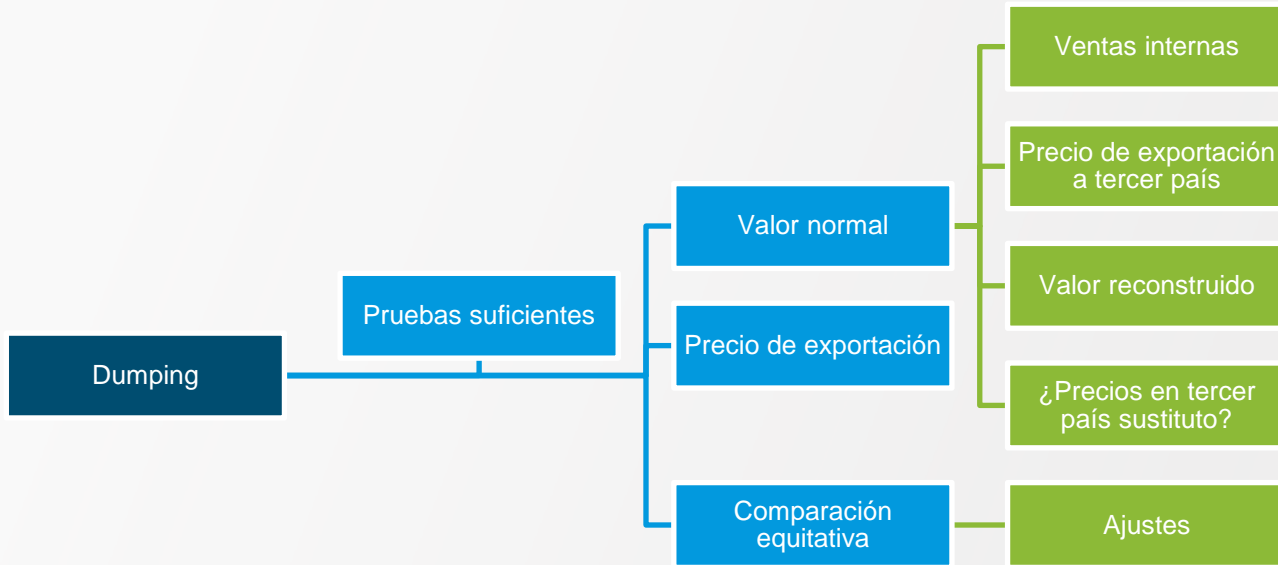 Dumping
Pruebas suficientes
Valor normal
Ventas internas
Precio de exportación
a tercer país
Valor reconstruido
¿Precios en tercer
país sustituto?
Precio de exportación
Comparación
equitativa
Ajustes